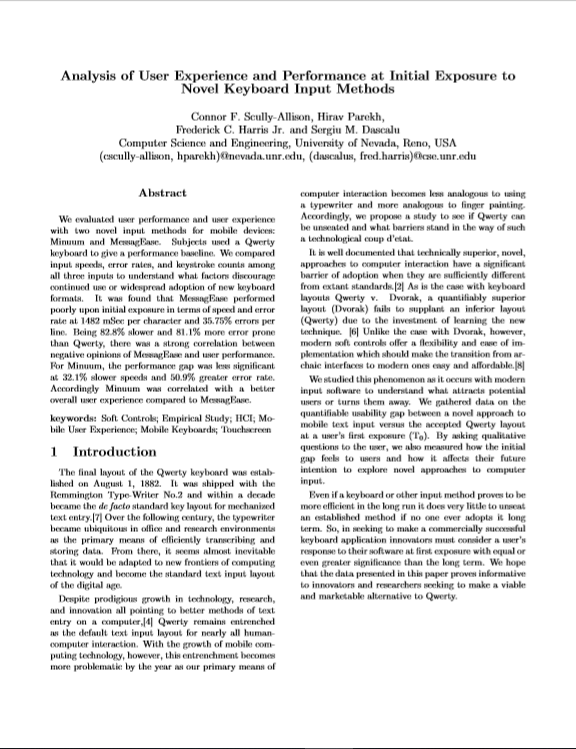 Analysis of User Experience and Performance at Initial Exposure to
Novel Keyboard Input Methods
Connor F. Scully-Allison, Hirav Parekh,
Frederick C. Harris Jr. and Sergiu M. Dascalu
Computer Science and Engineering, University of Nevada, Reno, USA
(cscully-allison, hparekh)@nevada.unr.edu, (dascalus, fred.harris)@cse.unr.edu
Abstract
We evaluated user performance and user experience
with two novel input methods for mobile devices:
Minuum and MessagEase. Subjects used a Qwerty
keyboard to give a performance baseline. We compared
input speeds, error rates, and keystroke counts among
all three inputs to understand what factors discourage
continued use or widespread adoption of new keyboard
formats. It was found that MessagEase performed
poorly upon initial exposure in terms of speed and error
rate at 1482 mSec per character and 35.75% errors per
line. Being 82.8% slower and 81.1% more error prone
than Qwerty, there was a strong correlation between
negative opinions of MessagEase and user performance.
For Minuum, the performance gap was less significant
at 32.1% slower speeds and 50.9% greater error rate.
Accordingly Minuum was correlated with a better
overall user experience compared to MessagEase.
keywords: Soft Controls; Empirical Study; HCI; Mo-
bile User Experience; Mobile Keyboards; Touchscreen
1 Introduction
The final layout of the Qwerty keyboard was estab-
lished on August 1, 1882. It was shipped with the
Remmington Type-Writer No.2 and within a decade
became the de facto standard key layout for mechanized
text entry.[7] Over the following century, the typewriter
became ubiquitous in office and research environments
as the primary means of efficiently transcribing and
storing data. From there, it seems almost inevitable
that it would be adapted to new frontiers of computing
technology and become the standard text input layout
of the digital age.
Despite prodigious growth in technology, research,
and innovation all pointing to better methods of text
entry on a computer,[4] Qwerty remains entrenched
as the default text input layout for nearly all human-
computer interaction. With the growth of mobile com-
puting technology, however, this entrenchment becomes
more problematic by the year as our primary means of
computer interaction becomes less analogous to using
a typewriter and more analogous to finger painting.
Accordingly, we propose a study to see if Qwerty can
be unseated and what barriers stand in the way of such
a technological coup d'etat.
It is well documented that technically superior, novel,
approaches to computer interaction have a significant
barrier of adoption when they are sufficiently different
from extant standards.[2] As is the case with keyboard
layouts Qwerty v. Dvorak, a quantifiably superior
layout (Dvorak) fails to supplant an inferior layout
(Qwerty) due to the investment of learning the new
technique. [6] Unlike the case with Dvorak, however,
modern soft controls offer a flexibility and ease of im-
plementation which should make the transition from ar-
chaic interfaces to modern ones easy and affordable.[8]
We studied this phenomenon as it occurs with modern
input software to understand what attracts potential
users or turns them away. We gathered data on the
quantifiable usability gap between a novel approach to
mobile text input versus the accepted Qwerty layout
at a user's first exposure (T₀). By asking qualitative
questions to the user, we also measured how the initial
gap feels to users and how it affects their future
intention to explore novel approaches to computer
input.
Even if a keyboard or other input method proves to be
more efficient in the long run it does very little to unseat
an established method if no one ever adopts it long
term. So, in seeking to make a commercially successful
keyboard application innovators must consider a user's
response to their software at first exposure with equal or
even greater significance than the long term. We hope
that the data presented in this paper proves informative
to innovators and researchers seeking to make a viable
and marketable alternative to Qwerty.